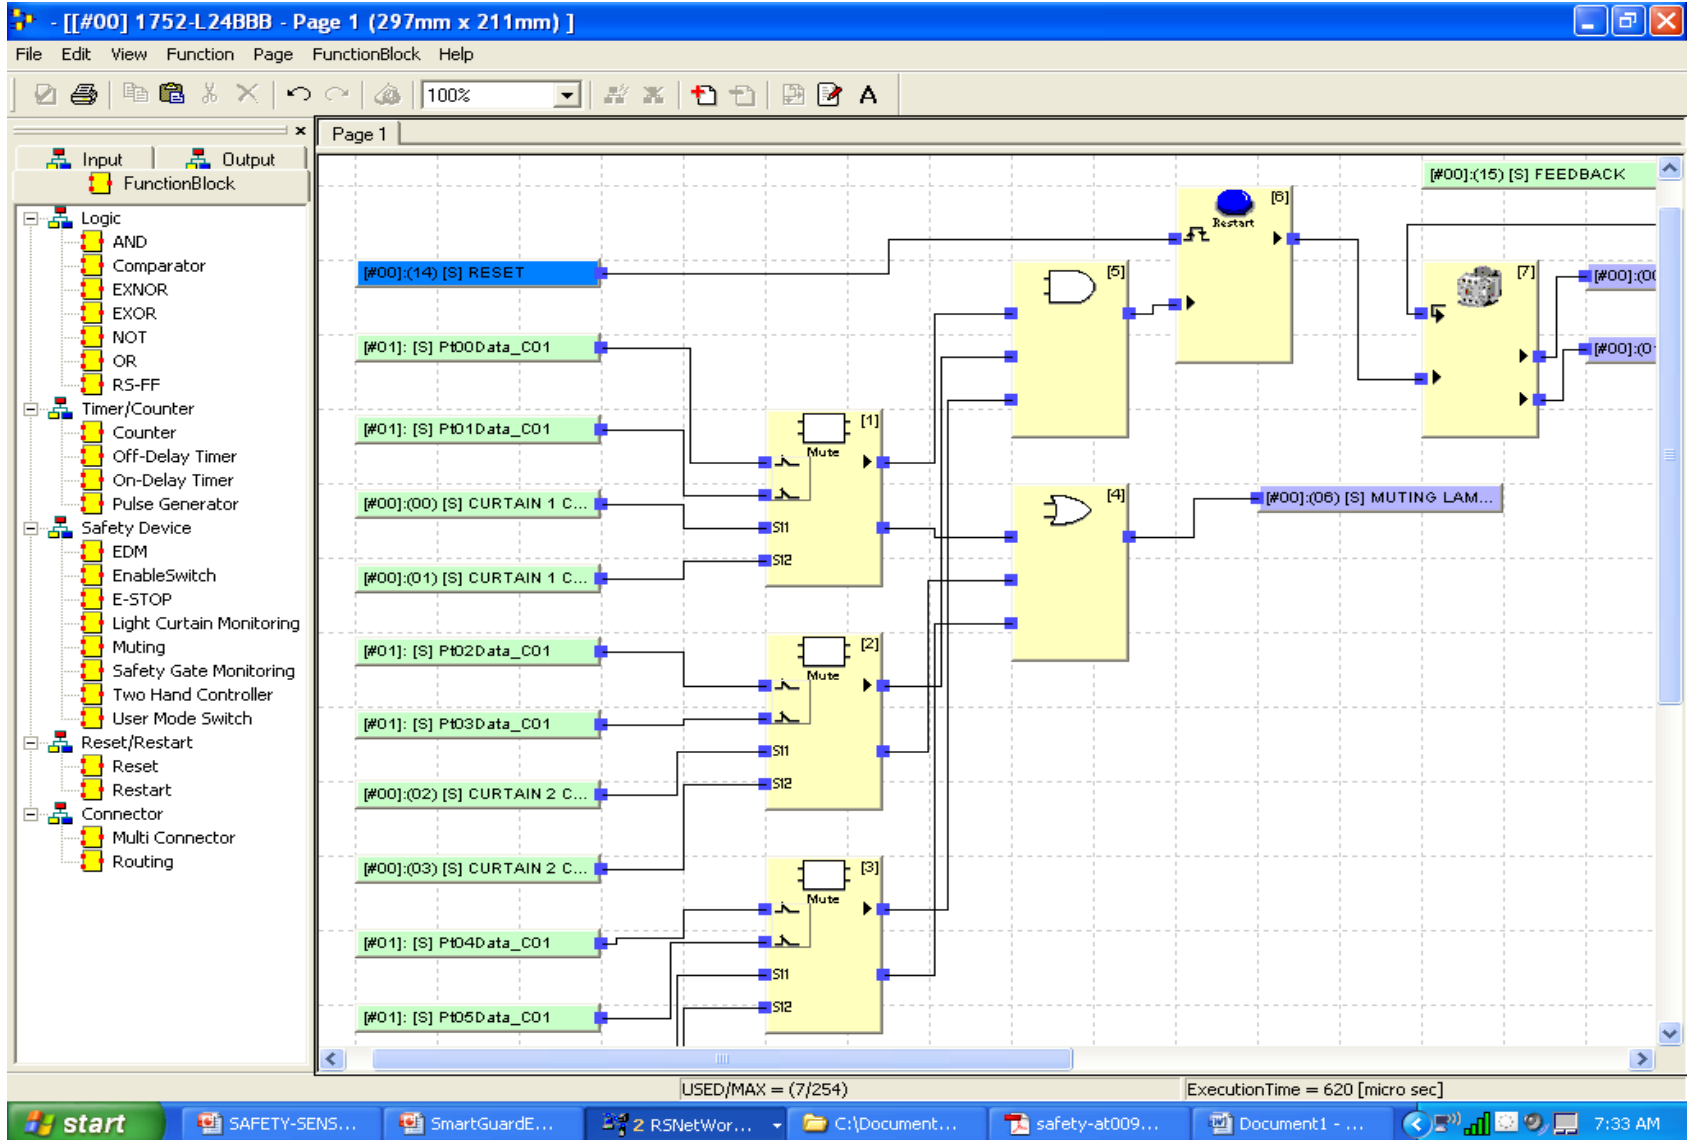 - [[#00] 1752-L24BBB - Page 1 (297mm x 211mm) ]
File Edit View Function Page FunctionBlock Help
100%
A
Page 1
Input Output
FunctionBlock
Logic
AND
Comparator
EXNOR
EXOR
NOT
OR
RS-FF
Timer/Counter
Counter
Off-Delay Timer
On-Delay Timer
Pulse Generator
Safety Device
EDM
EnableSwitch
E-STOP
Light Curtain Monitoring
Muting
Safety Gate Monitoring
Two Hand Controller
User Mode Switch
Reset/Restart
Reset
Restart
Connector
Multi Connector
Routing
[#00]:(14) [S] RESET
[#01]: [S] Pt00Data_C01
[#01]: [S] Pt01Data_C01
[#00]:(00) [S] CURTAIN 1 C...
[#00]:(01) [S] CURTAIN 1 C...
[#01]: [S] Pt02Data_C01
[#01]: [S] Pt03Data_C01
[#00]:(02) [S] CURTAIN 2 C...
[#00]:(03) [S] CURTAIN 2 C...
[#01]: [S] Pt04Data_C01
[#01]: [S] Pt05Data_C01
[1]
Mute
S11
S12
[2]
Mute
S11
S12
[3]
Mute
S11
S12
[5]
[4]
[6]
Restart
[#00]:(06) [S] MUTING LAM...
[#00]:(15) [S] FEEDBACK
[7]
[#00]:(00
[#00]:(0
USED/MAX = (7/254)
ExecutionTime = 620 [micro sec]
start
SAFETY-SENS...
SmartGuardE...
2 RSNetWor...
C:\Document...
safety-at009...
Document1 - ...
7:33 AM